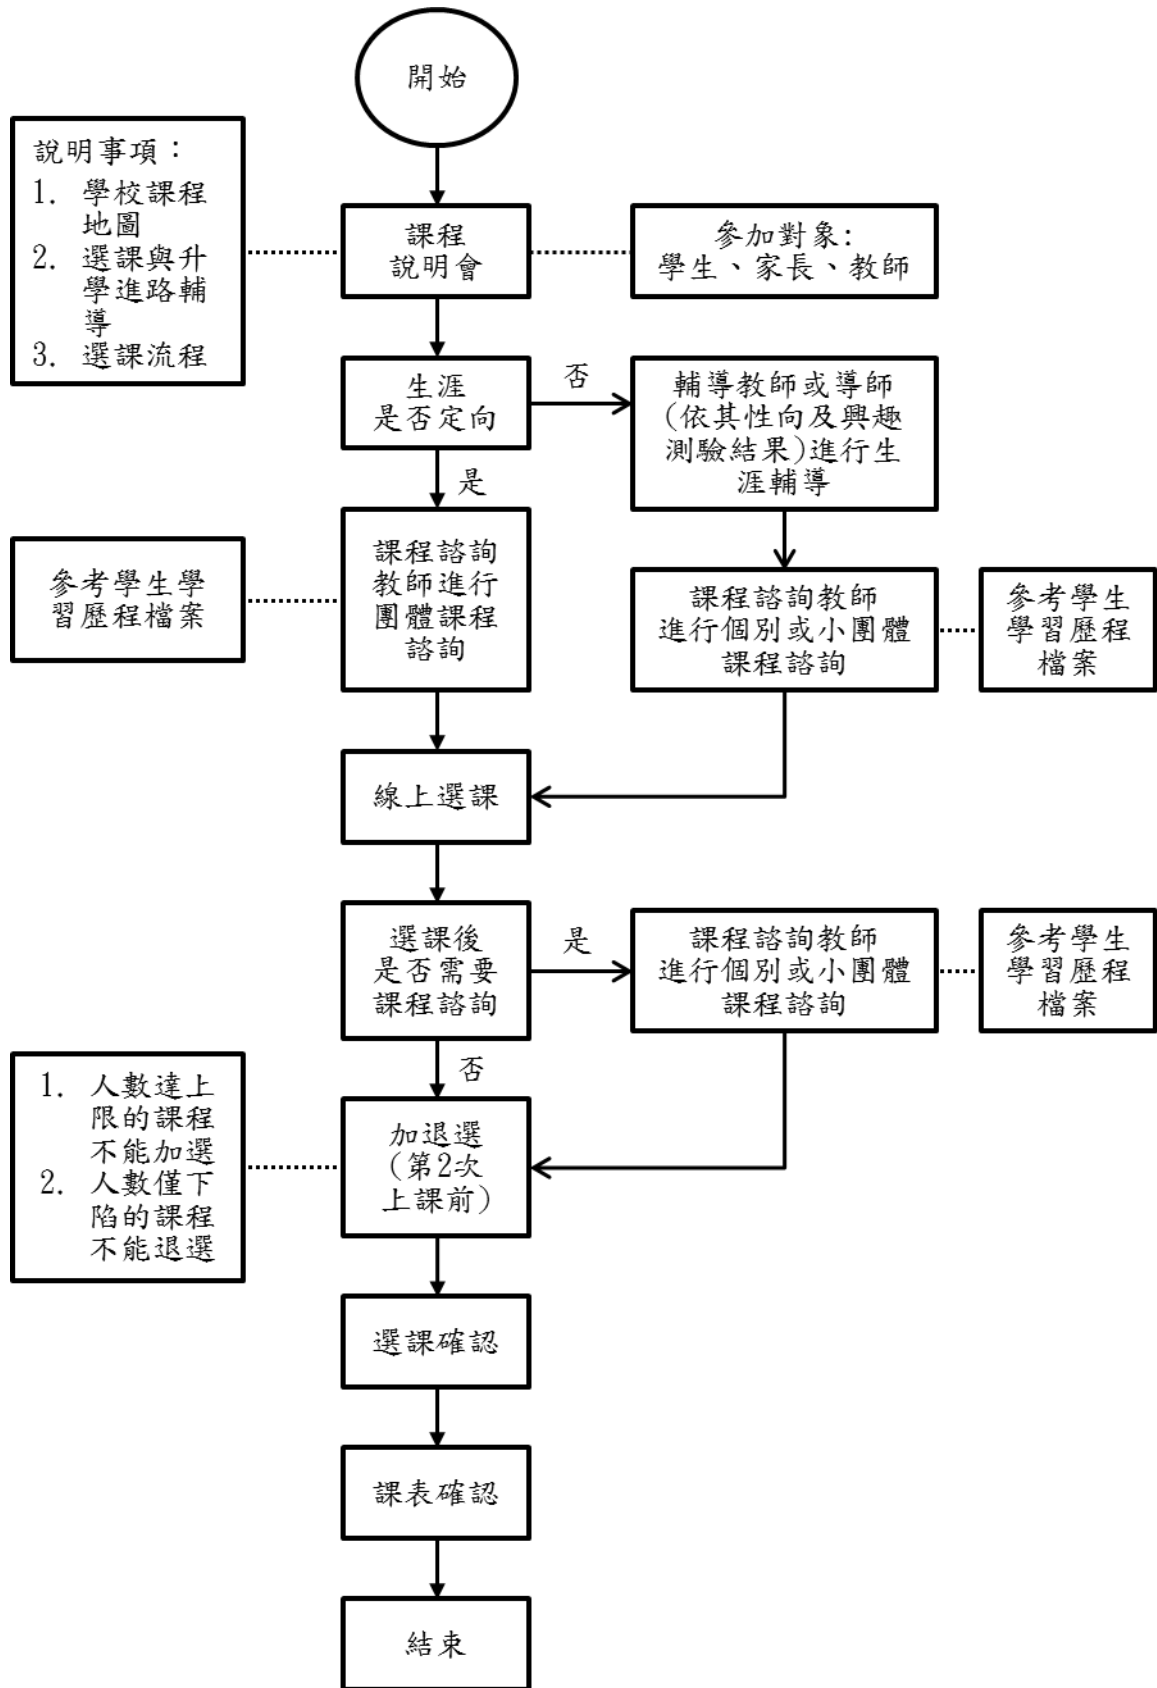 開始
說明事項：
1. 學校課程
地圖
2. 選課與升
學進路輔
導
3. 選課流程
課程
說明會
參加對象:
學生、家長、教師
生涯
是否定向
否
輔導教師或導師
(依其性向及興趣
測驗結果)進行生
涯輔導
是
參考學生學
習歷程檔案
課程諮詢
教師進行
團體課程
諮詢
課程諮詢教師
進行個別或小團體
課程諮詢
參考學生
學習歷程
檔案
線上選課
選課後
是否需要
課程諮詢
是
課程諮詢教師
進行個別或小團體
課程諮詢
參考學生
學習歷程
檔案
否
1. 人數達上
限的課程
不能加選
2. 人數僅下
陷的課程
不能退選
加退選
(第2次
上課前)
選課確認
課表確認
結束